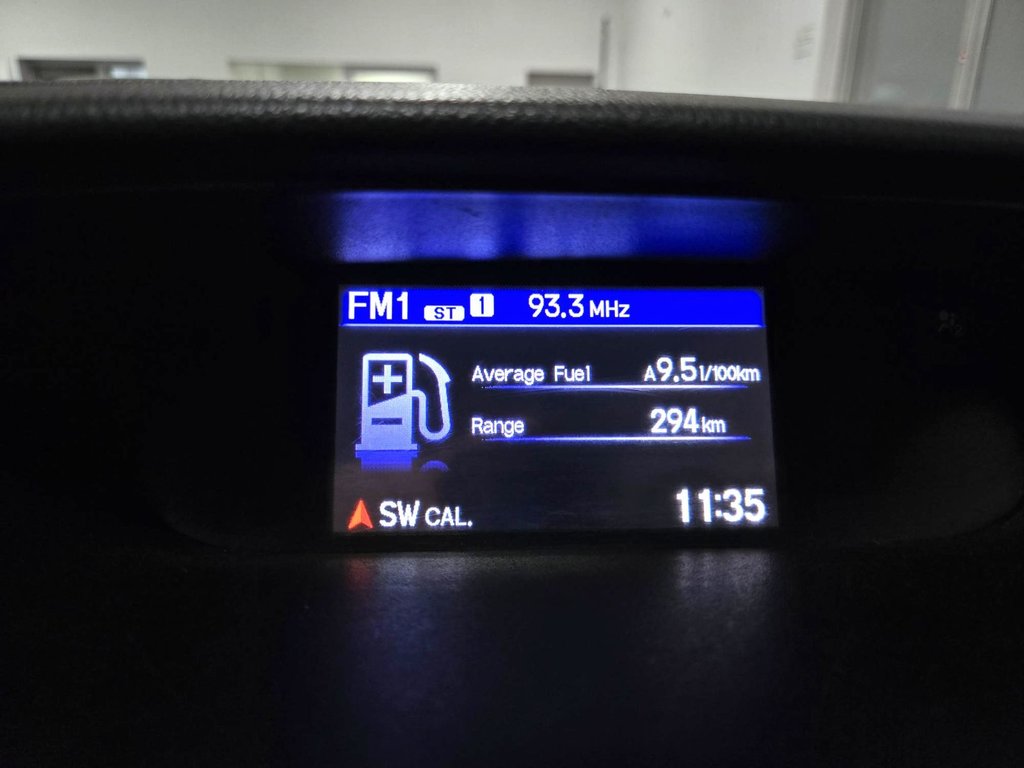 FM1 ST 1 93.3 MHz
Average Fuel A9.5 l/100km
Range 294 km
SW CAL. 11:35